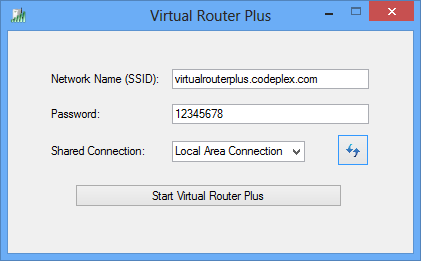 Virtual Router Plus
Network Name (SSID): virtualrouterplus.codeplex.com
Password: 12345678
Shared Connection: Local Area Connection
Start Virtual Router Plus